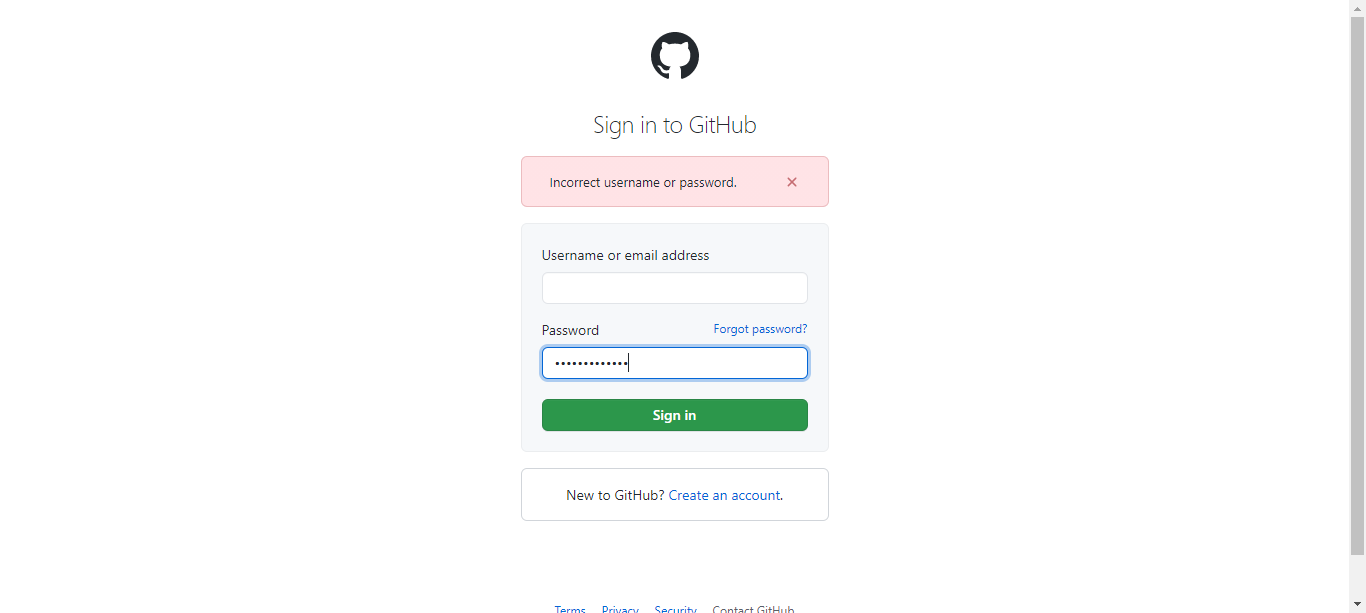 Sign in to GitHub
Incorrect username or password.
Username or email address
Password Forgot password?
Sign in
New to GitHub? Create an account.
Terms Privacy Security Contact GitHub